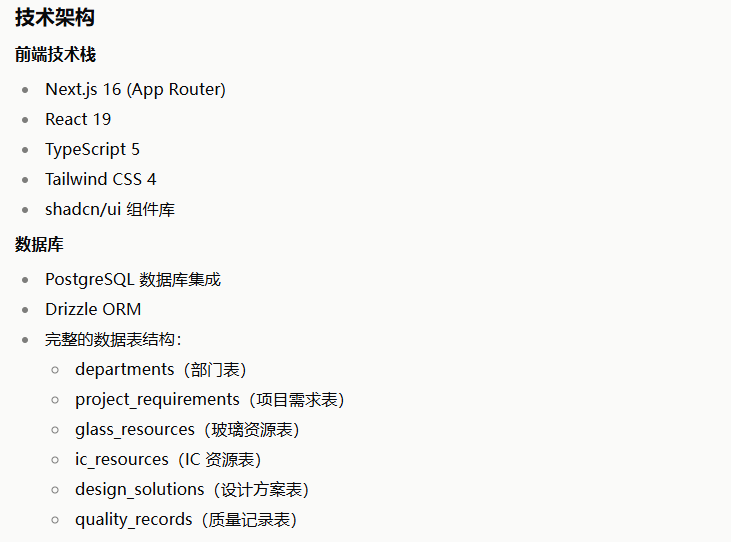 技术架构
前端技术栈
Next.js 16 (App Router)
React 19
TypeScript 5
Tailwind CSS 4
shadcn/ui 组件库
数据库
PostgreSQL 数据库集成
Drizzle ORM
完整的数据表结构：
departments（部门表）
project_requirements（项目需求表）
glass_resources（玻璃资源表）
ic_resources（IC 资源表）
design_solutions（设计方案表）
quality_records（质量记录表）